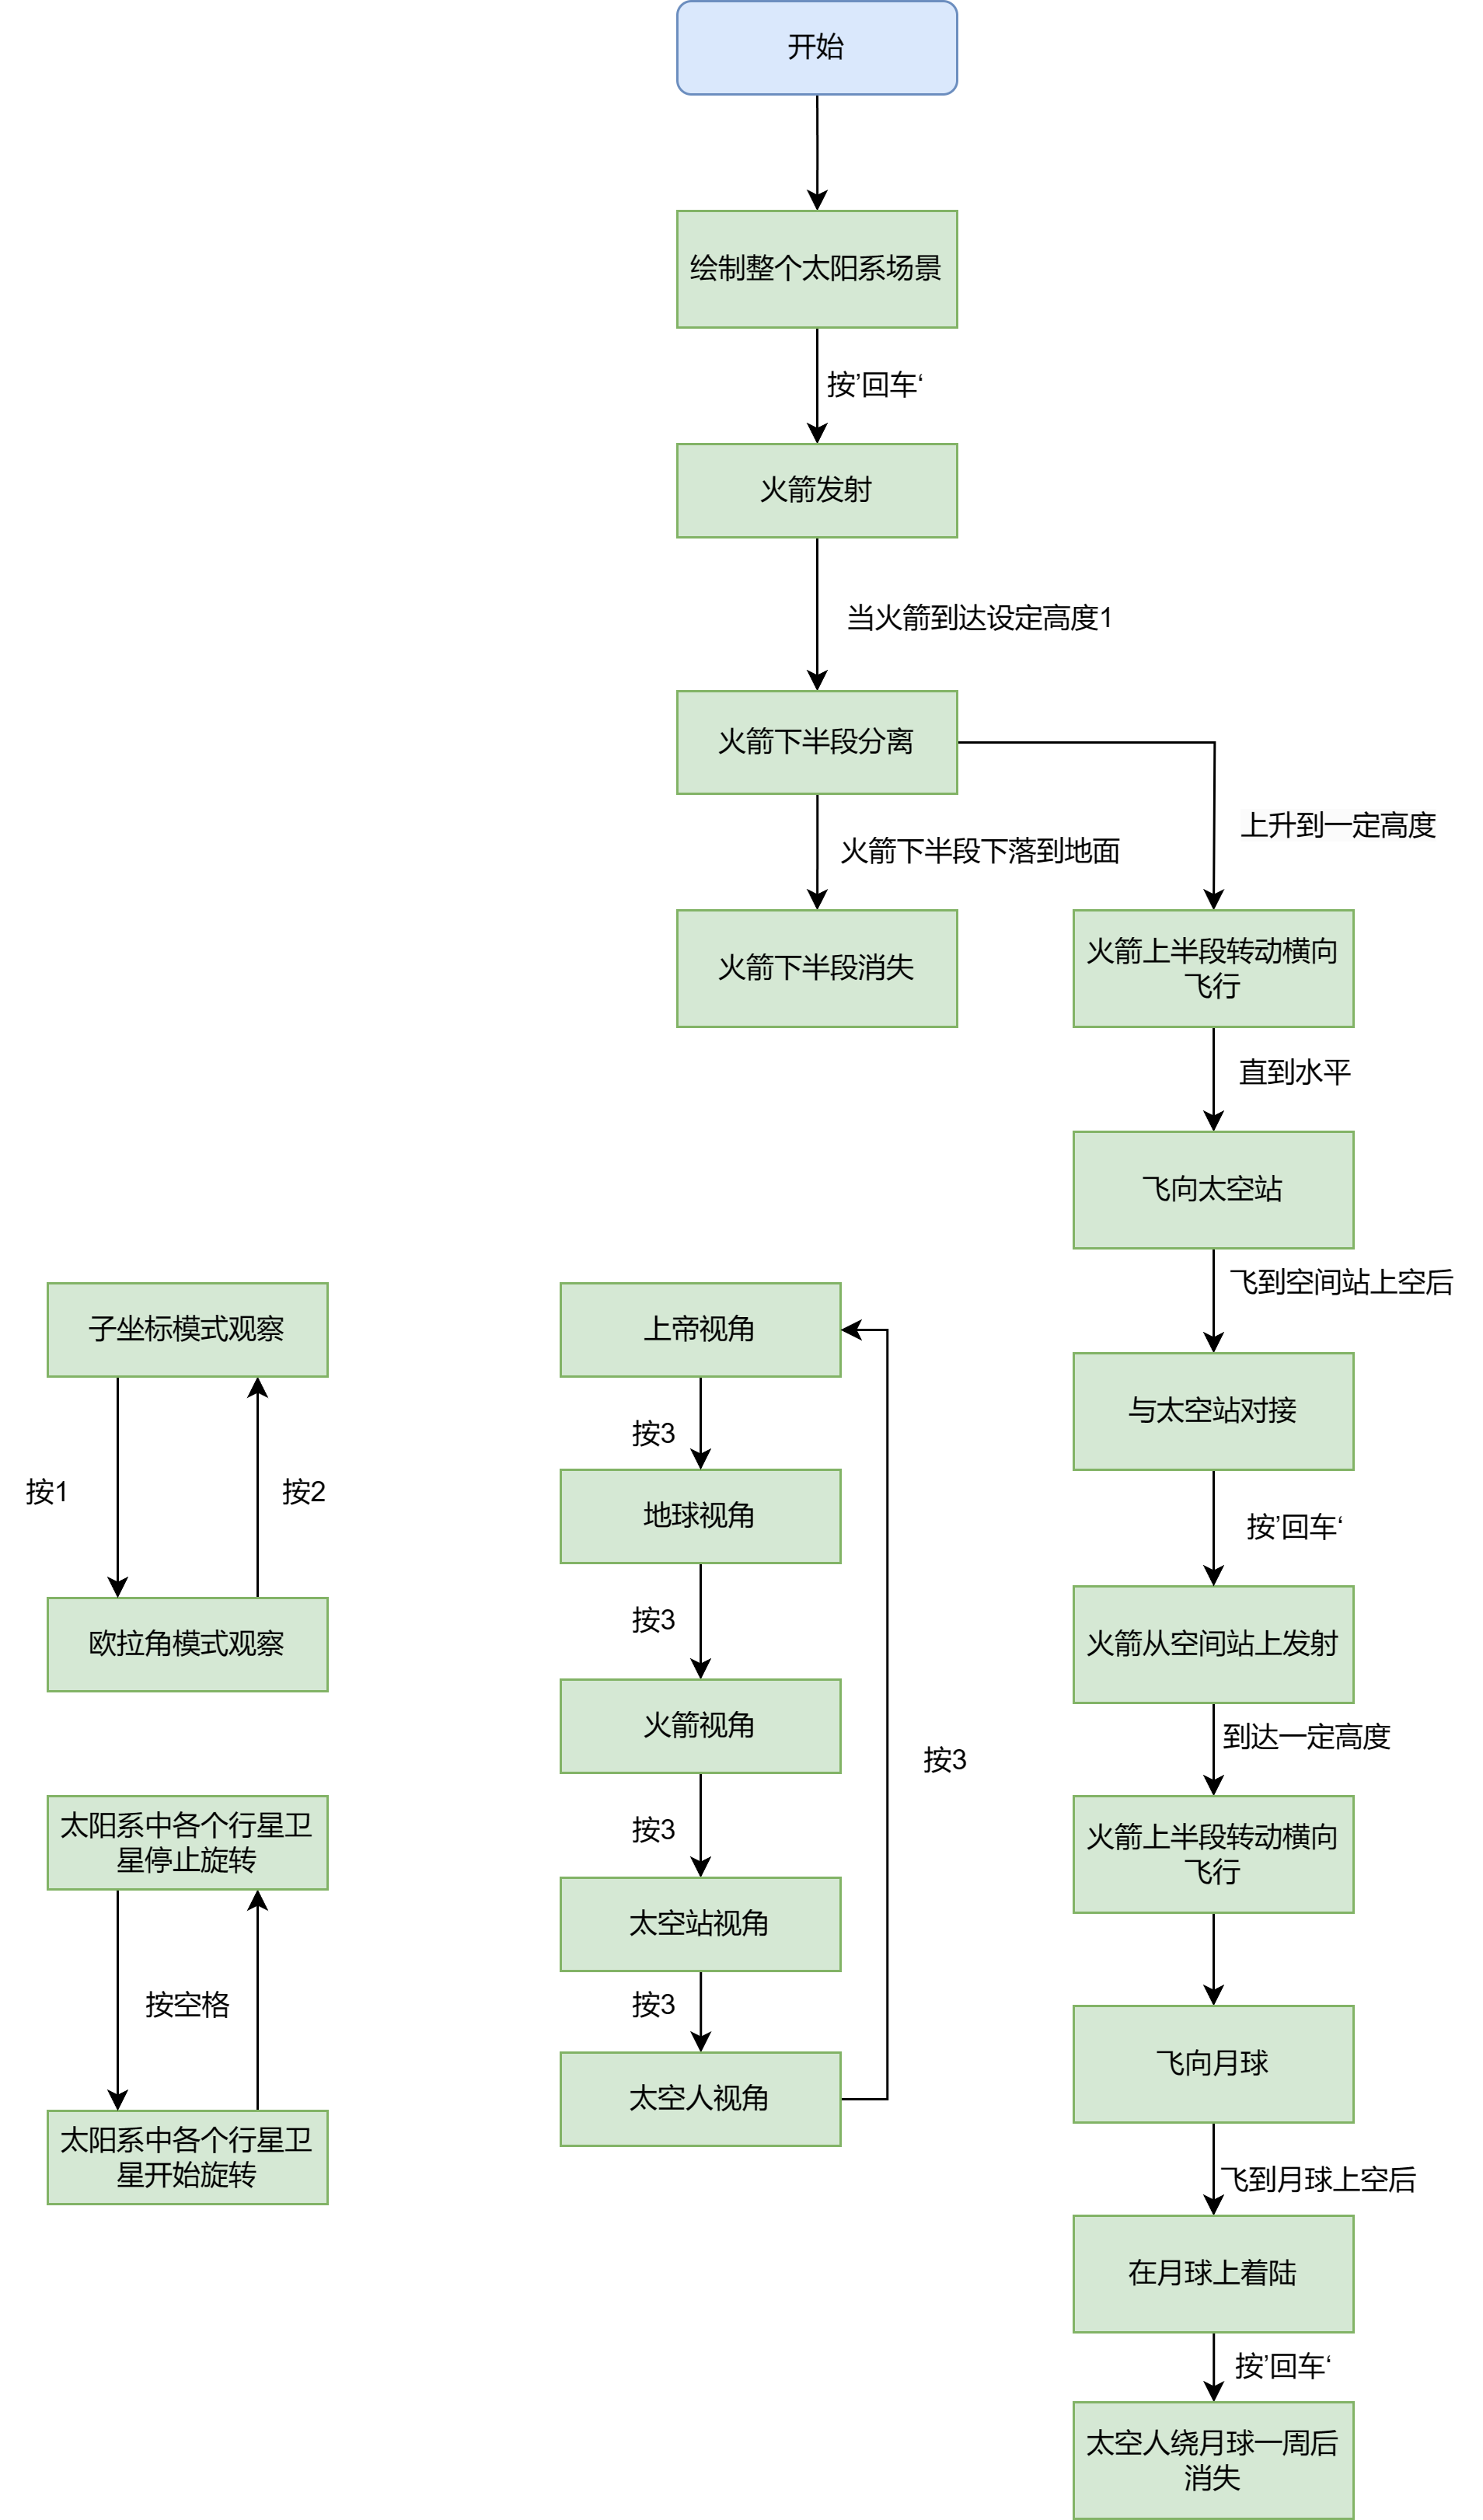 开始
绘制整个太阳系场景
按’回车‘
火箭发射
当火箭到达设定高度1
火箭下半段分离
上升到一定高度
火箭下半段下落到地面
火箭下半段消失
火箭上半段转动横向
飞行
直到水平
飞向太空站
飞到空间站上空后
与太空站对接
按’回车‘
火箭从空间站上发射
到达一定高度
火箭上半段转动横向
飞行
飞向月球
飞到月球上空后
在月球上着陆
按’回车‘
太空人绕月球一周后
消失
子坐标模式观察
按1
按2
欧拉角模式观察
太阳系中各个行星卫
星停止旋转
按空格
太阳系中各个行星卫
星开始旋转
上帝视角
按3
地球视角
按3
火箭视角
按3
按3
太空站视角
按3
太空人视角